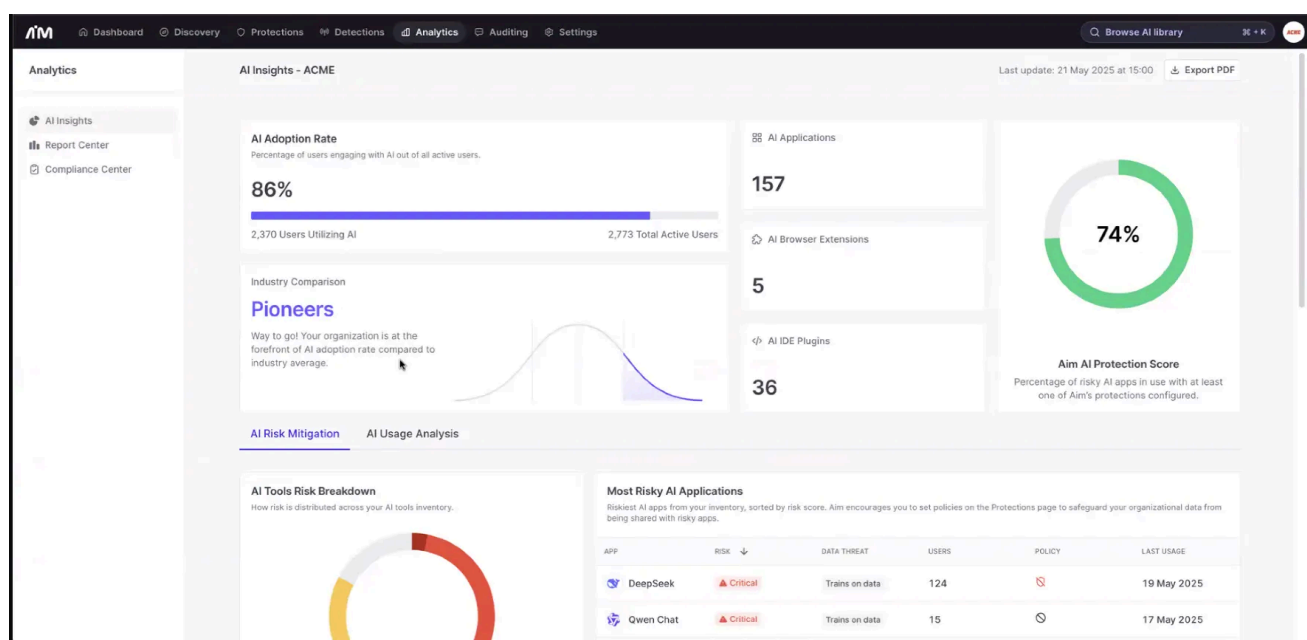 AIM
Dashboard
Discovery
Protections
Detections
Analytics
Auditing
Settings
Browse AI library
⌘ + K
ACME
Analytics
AI Insights - ACME
Last update: 21 May 2025 at 15:00
Export PDF
AI Insights
Report Center
Compliance Center
AI Adoption Rate
Percentage of users engaging with AI out of all active users.
86%
2,370 Users Utilizing AI
2,773 Total Active Users
Industry Comparison
Pioneers
Way to go! Your organization is at the
forefront of AI adoption rate compared to
industry average.
AI Applications
157
AI Browser Extensions
5
AI IDE Plugins
36
74%
Aim AI Protection Score
Percentage of risky AI apps in use with at least
one of Aim's protections configured.
AI Risk Mitigation
AI Usage Analysis
AI Tools Risk Breakdown
How risk is distributed across your AI tools inventory.
Most Risky AI Applications
Riskiest AI apps from your inventory, sorted by risk score. Aim encourages you to set policies on the Protections page to safeguard your organizational data from
being shared with risky apps.
APP RISK DATA THREAT USERS POLICY LAST USAGE
DeepSeek Critical Trains on data 124 19 May 2025
Qwen Chat Critical Trains on data 15 17 May 2025